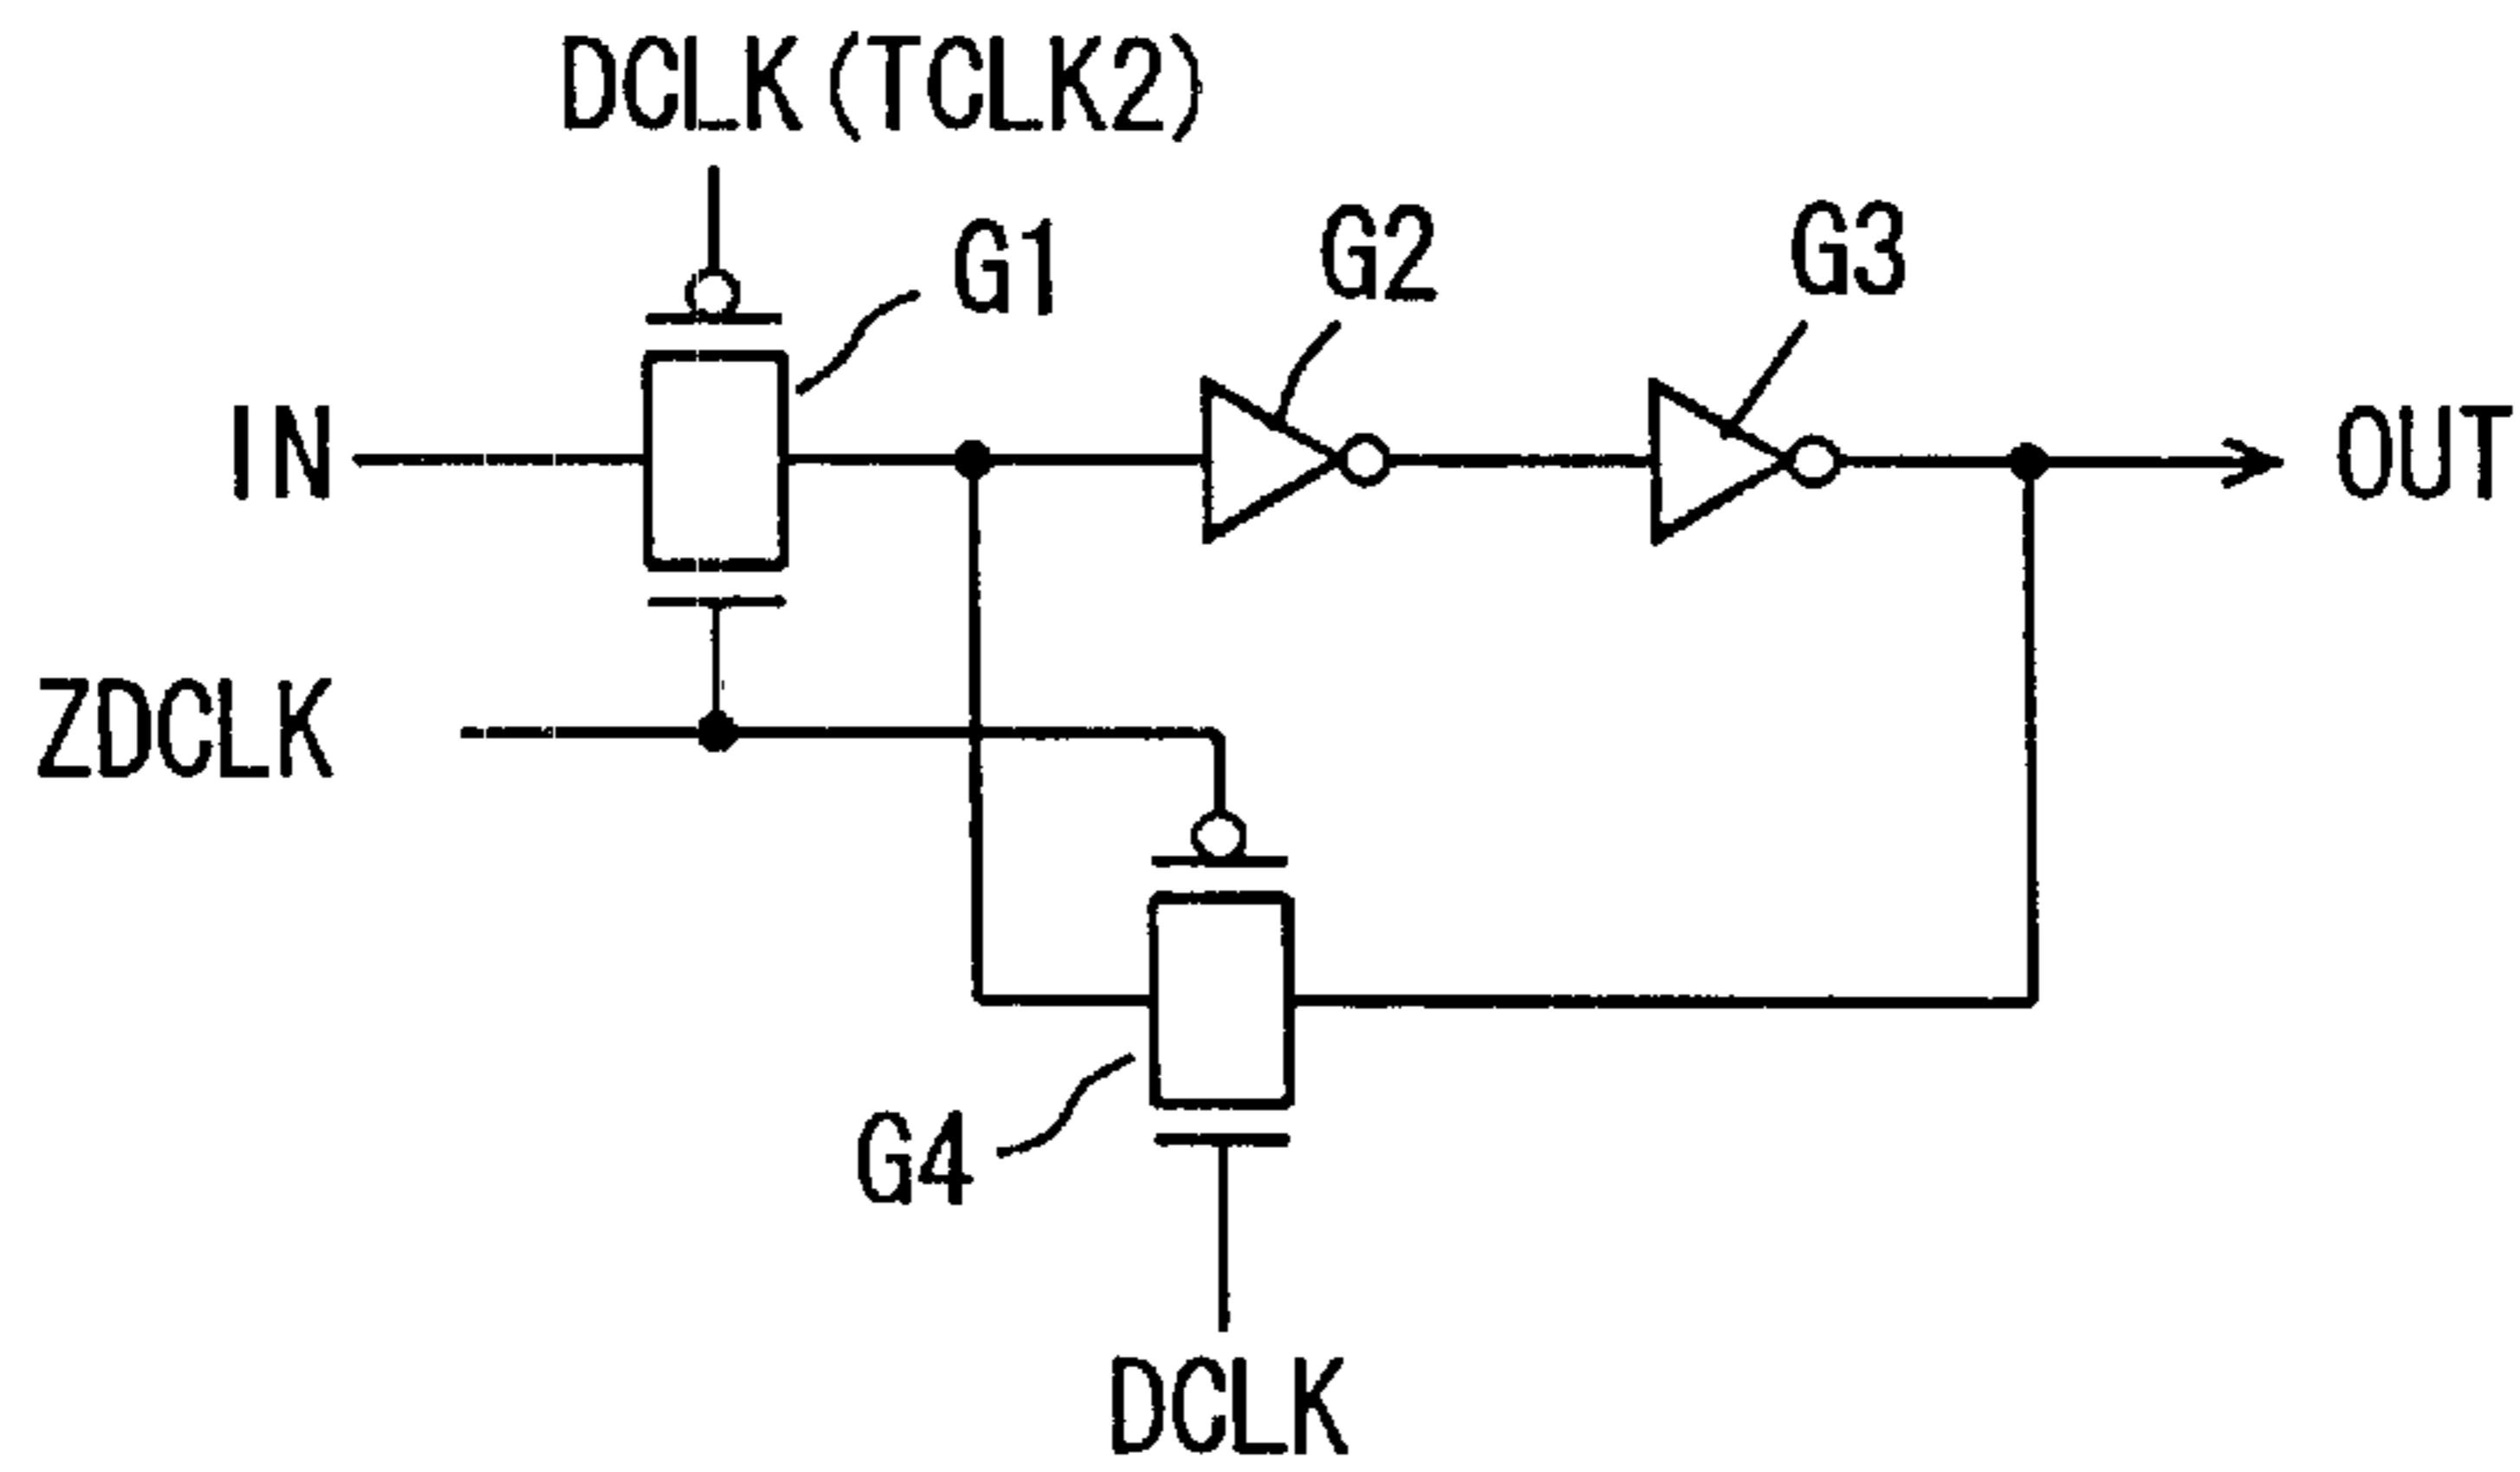 DCLK (TCLK2)
G1
G2
G3
IN
OUT
ZDCLK
G4
DCLK